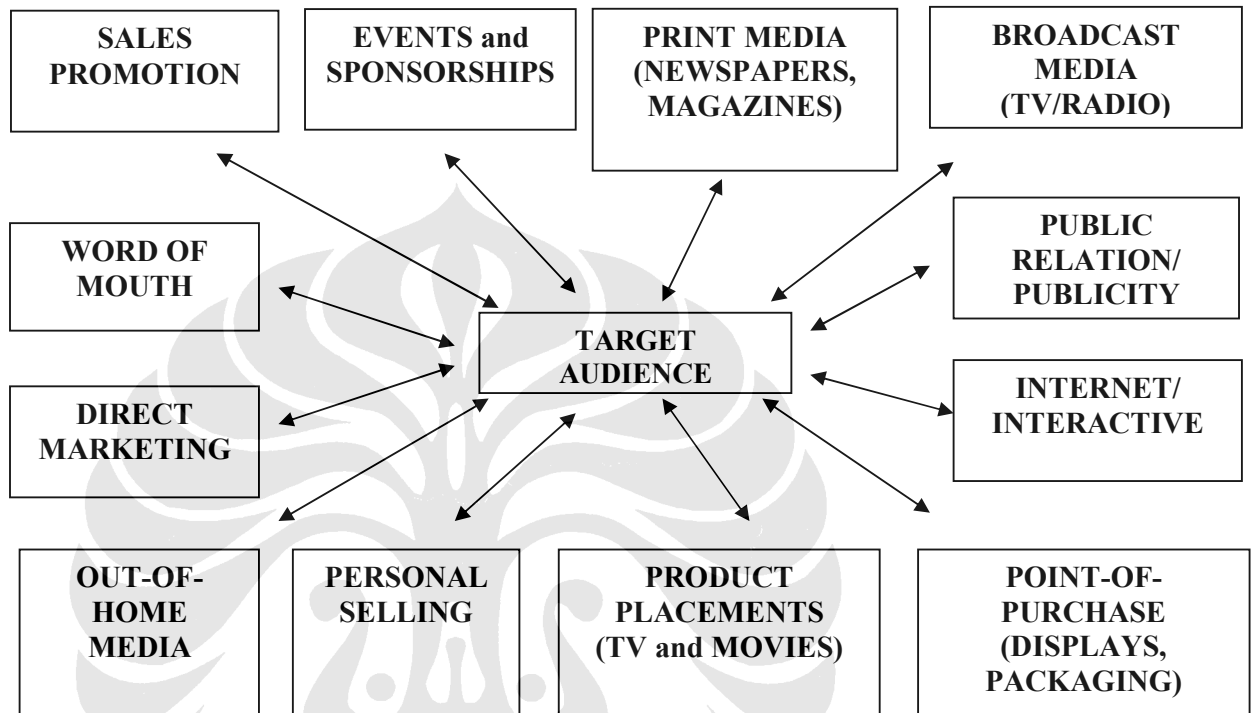 SALES
PROMOTION
EVENTS and
SPONSORSHIPS
PRINT MEDIA
(NEWSPAPERS,
MAGAZINES)
BROADCAST
MEDIA
(TV/RADIO)
WORD OF
MOUTH
PUBLIC
RELATION/
PUBLICITY
TARGET
AUDIENCE
DIRECT
MARKETING
INTERNET/
INTERACTIVE
OUT-OF-
HOME
MEDIA
PERSONAL
SELLING
PRODUCT
PLACEMENTS
(TV and MOVIES)
POINT-OF-
PURCHASE
(DISPLAYS,
PACKAGING)